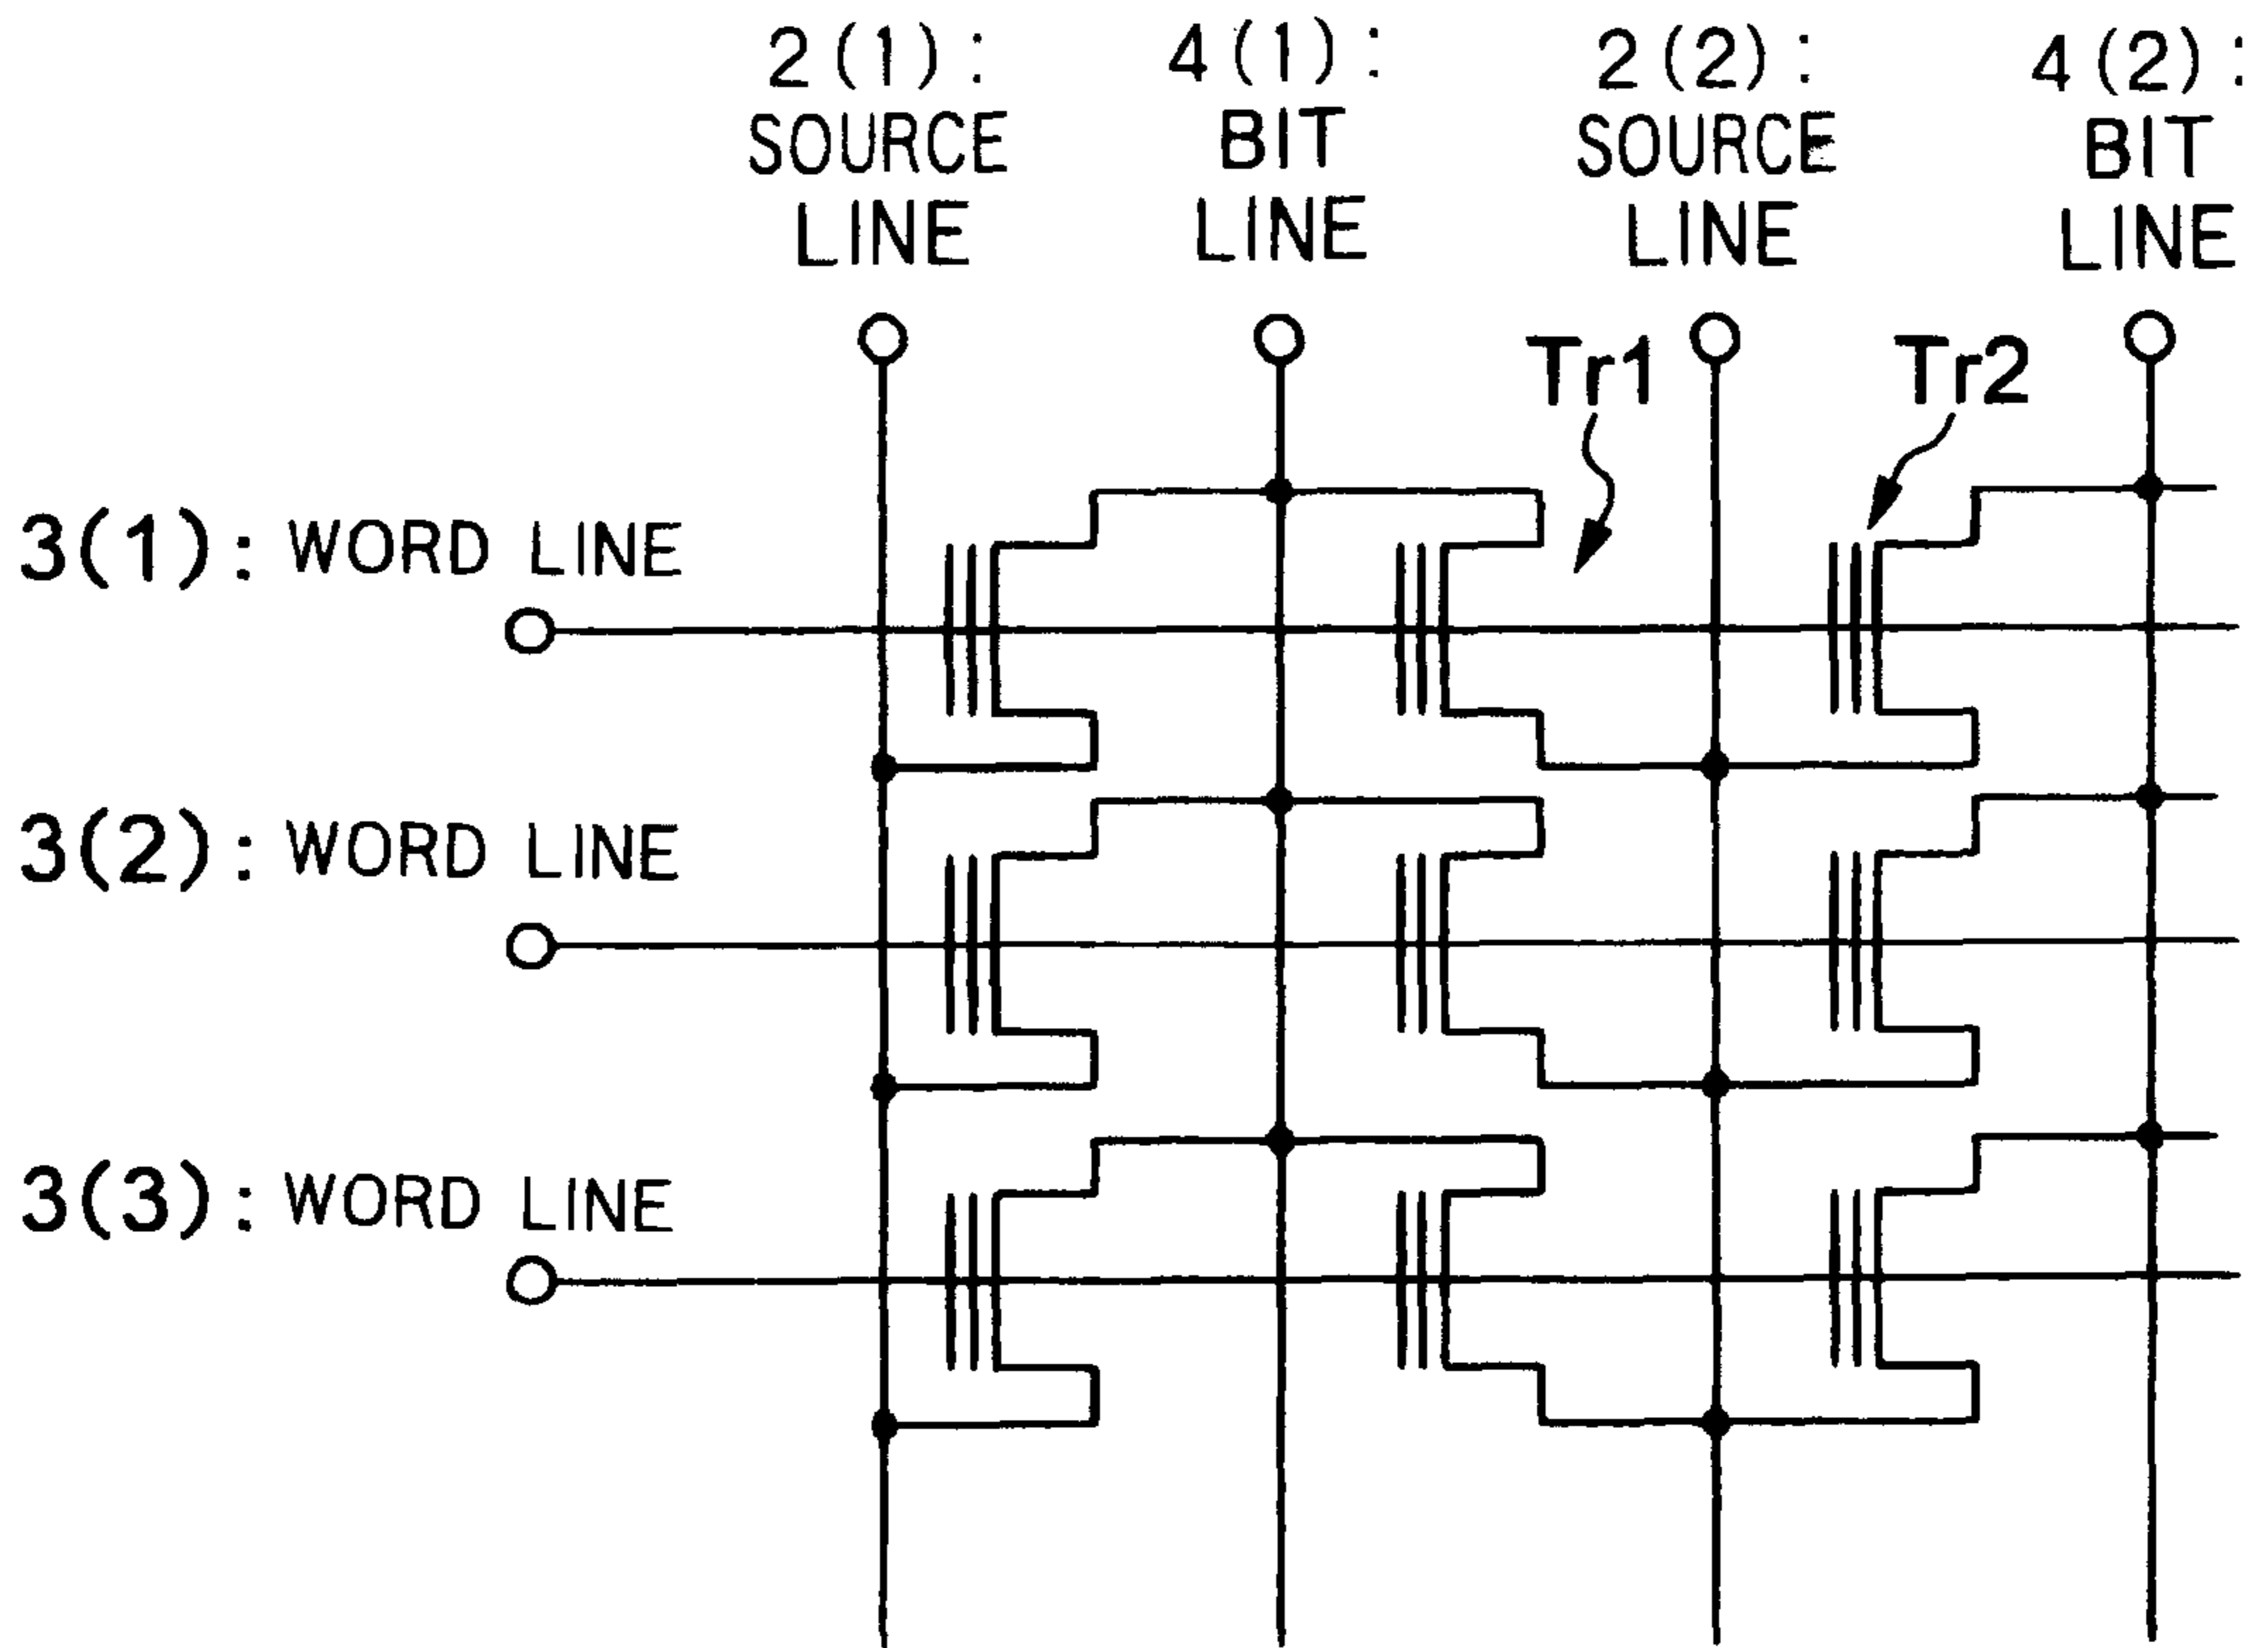 2(1):
SOURCE
LINE
4(1):
BIT
LINE
2(2):
SOURCE
LINE
4(2):
BIT
LINE
Tr1
Tr2
3(1): WORD LINE
3(2): WORD LINE
3(3): WORD LINE